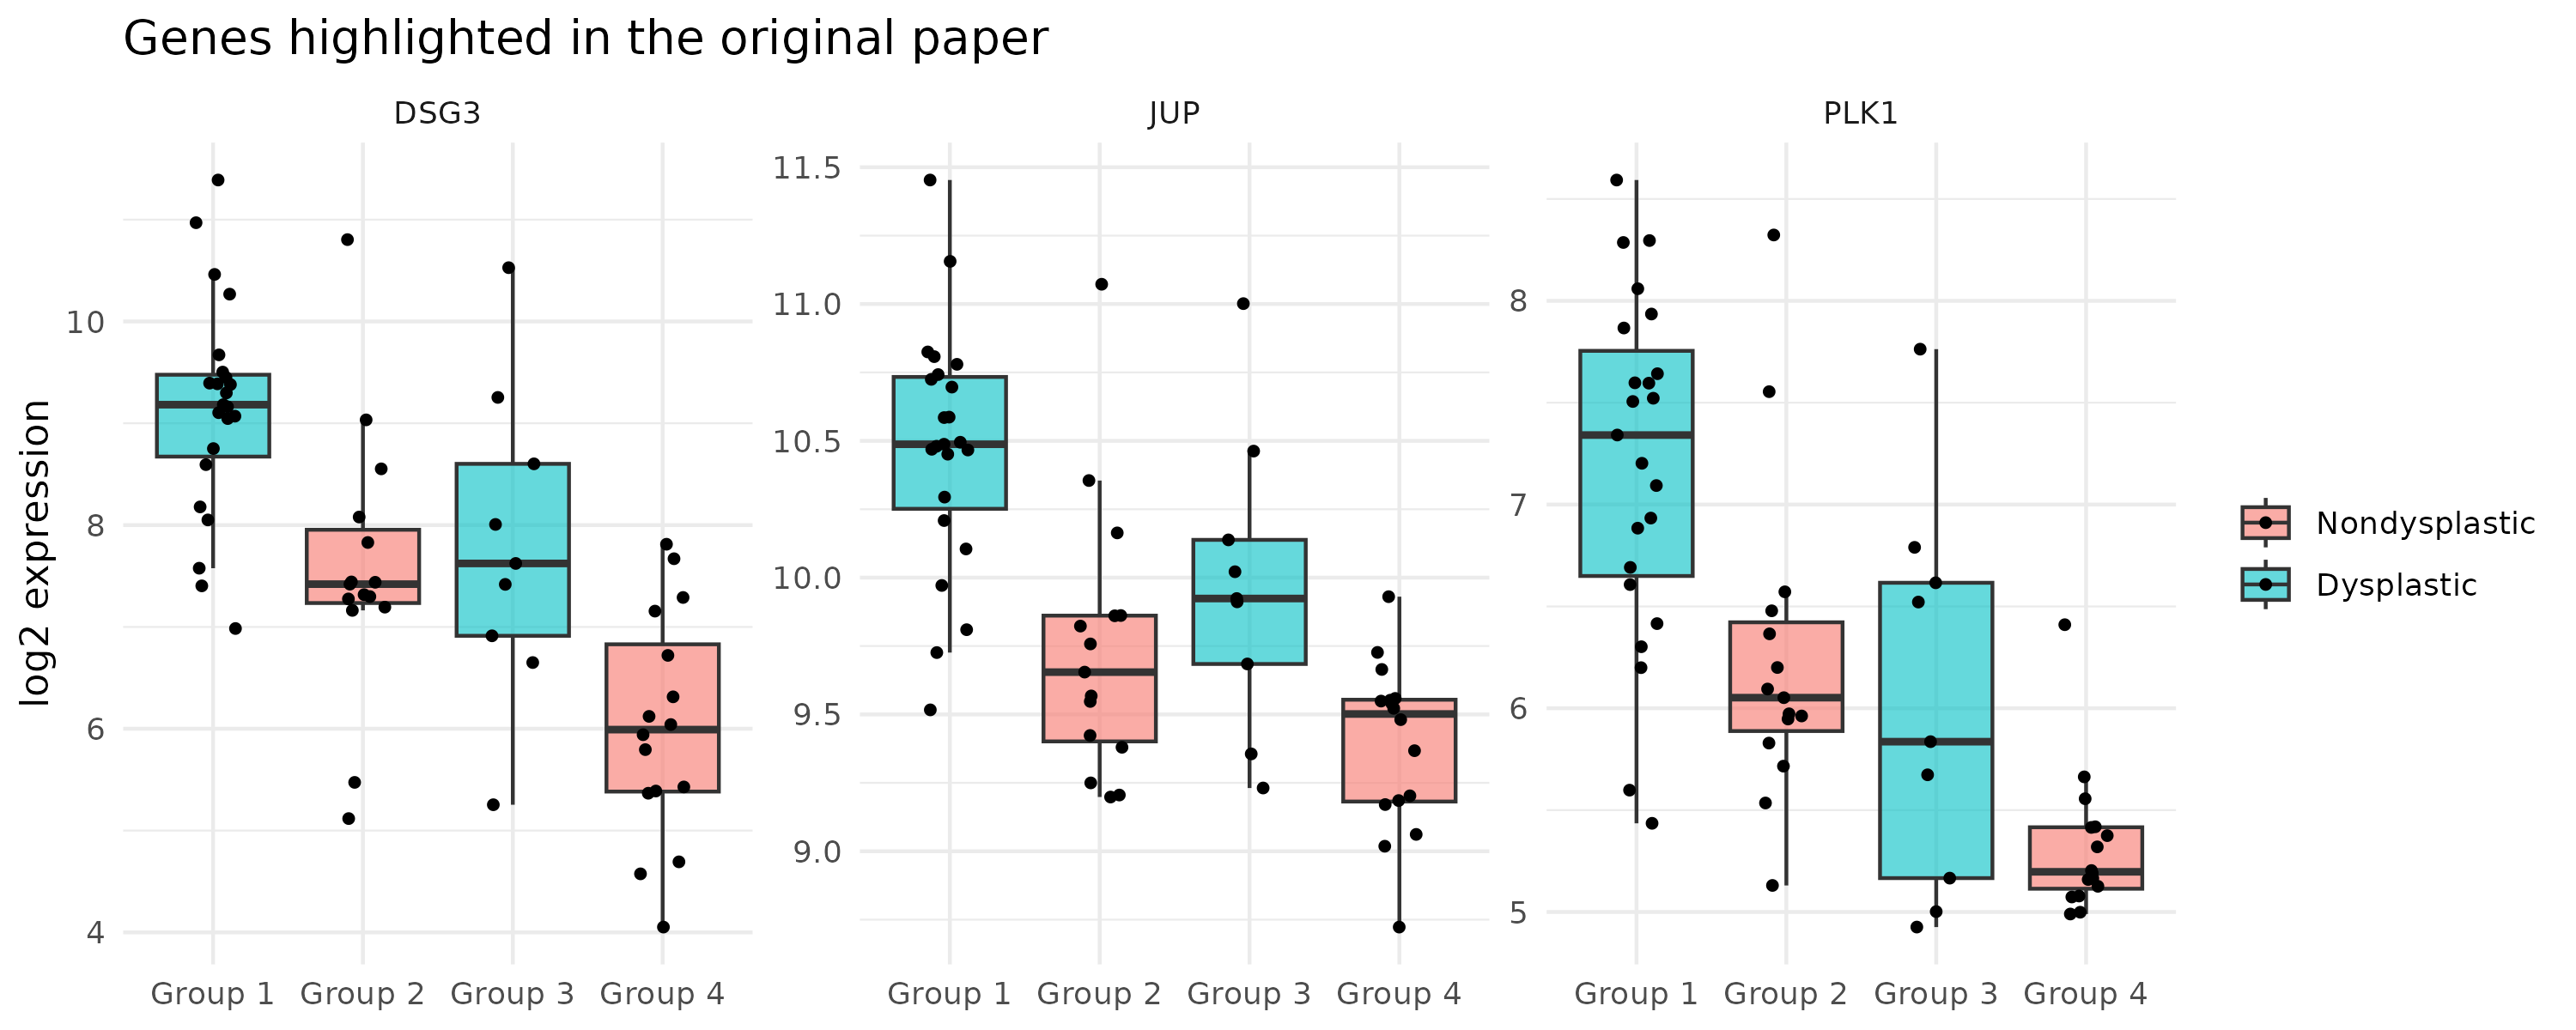 Genes highlighted in the original paper
DSG3
JUP
PLK1
log2 expression
10
8
6
4
11.5
11.0
10.5
10.0
9.5
9.0
8
7
6
5
Group 1 Group 2 Group 3 Group 4
Group 1 Group 2 Group 3 Group 4
Group 1 Group 2 Group 3 Group 4
Nondysplastic
Dysplastic